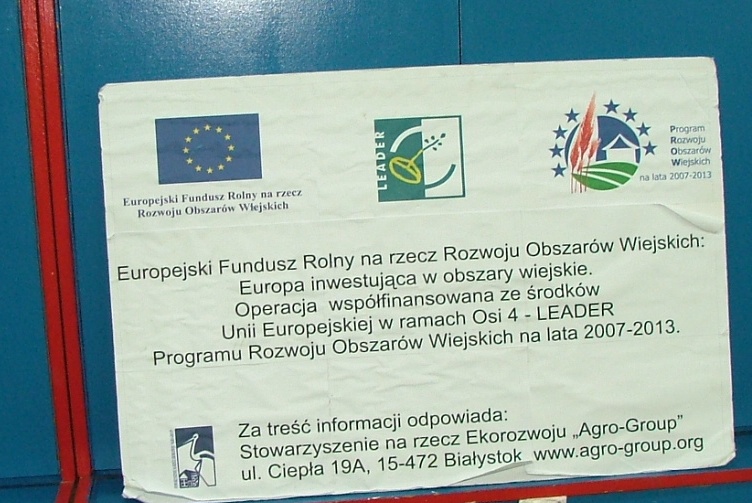 Europejski Fundusz Rolny na rzecz
Rozwoju Obszarów Wiejskich
LEADER
Program
Rozwoju
Obszarów
Wiejskich
na lata 2007-2013
Europejski Fundusz Rolny na rzecz Rozwoju Obszarów Wiejskich:
Europa inwestująca w obszary wiejskie.
Operacja współfinansowana ze środków
Unii Europejskiej w ramach Osi 4 - LEADER
Programu Rozwoju Obszarów Wiejskich na lata 2007-2013.
Za treść informacji odpowiada:
Stowarzyszenie na rzecz Ekorozwoju „Agro-Group”
ul. Ciepła 19A, 15-472 Białystok www.agro-group.org